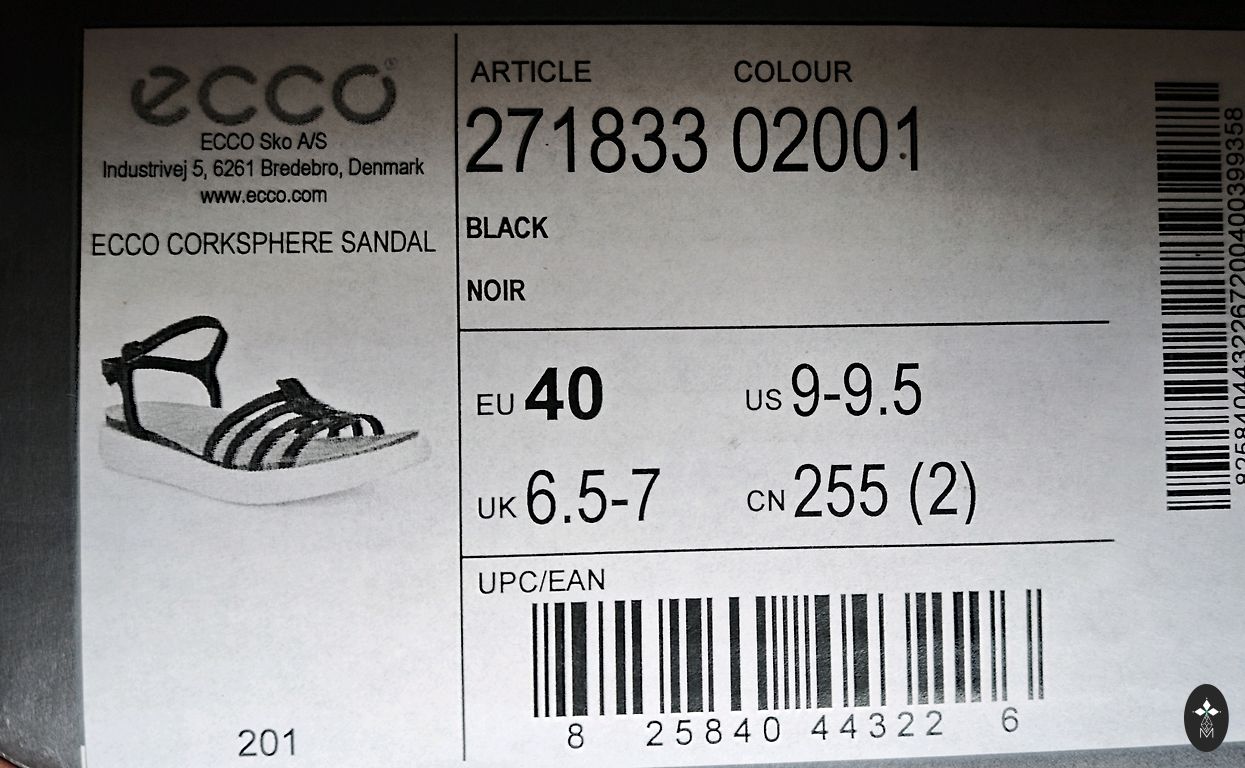 ecco®
ECCO Sko A/S
Industrivej 5, 6261 Bredebro, Denmark
www.ecco.com
ECCO CORKSPHERE SANDAL
201
ARTICLE COLOUR
271833 02001
BLACK
NOIR
EU 40 US 9-9.5
UK 6.5-7 CN 255 (2)
UPC/EAN
8 25840 44322 6
825840443226720040039935​8
M